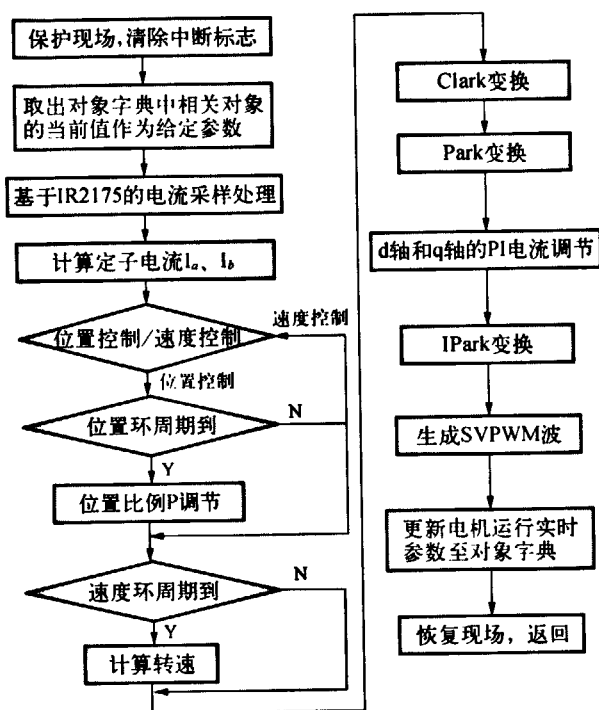 保护现场,清除中断标志
取出对象字典中相关对象
的当前值作为给定参数
基于IR2175的电流采样处理
计算定子电流Ia、Ib
速度控制
位置控制/速度控制
位置控制
位置环周期到
N
Y
位置比例P调节
速度环周期到
N
Y
计算转速
Clark变换
Park变换
d轴和q轴的PI电流调节
IPark变换
生成SVPWM波
更新电机运行实时
参数至对象字典
恢复现场，返回